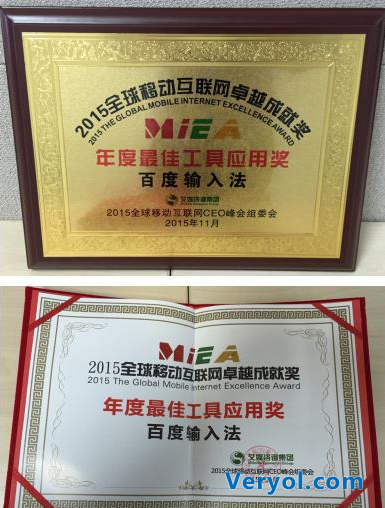 2015全球移动互联网卓越成就奖
2015 THE GLOBAL MOBILE INTERNET EXCELLENCE AWARD
MiEA
年度最佳工具应用奖
百度输入法
艾媒咨询集团
2015全球移动互联网CEO峰会组委会
2015年11月
MiEA
2015全球移动互联网卓越成就奖
2015 The Global Mobile Internet Excellence Award
年度最佳工具应用奖
百度输入法
艾媒咨询集团
2015全球移动互联网CEO峰会组委会
Veryol.com